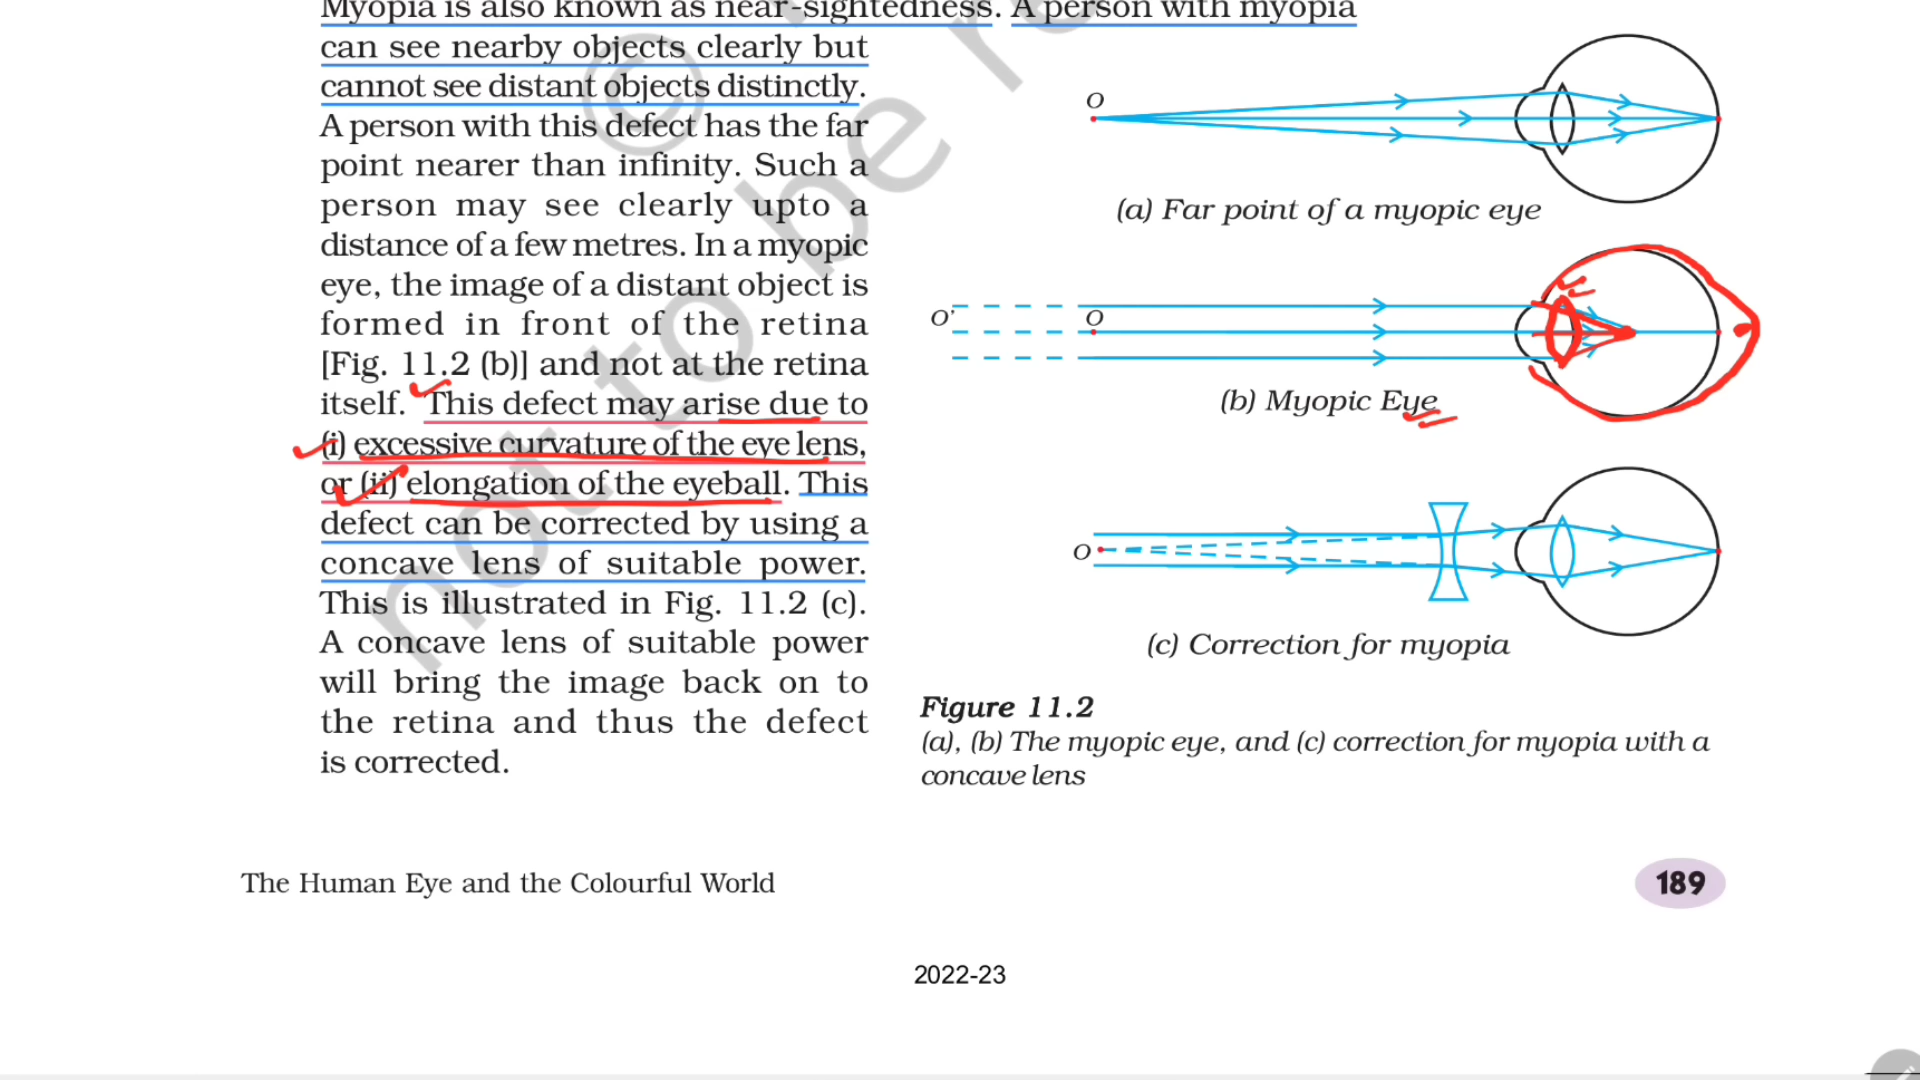 Myopia is also known as near-sightedness. A person with myopia
can see nearby objects clearly but
cannot see distant objects distinctly.
A person with this defect has the far
point nearer than infinity. Such a
person may see clearly upto a
distance of a few metres. In a myopic
eye, the image of a distant object is
formed in front of the retina
[Fig. 11.2 (b)] and not at the retina
itself. This defect may arise due to
(i) excessive curvature of the eye lens,
or (ii) elongation of the eyeball. This
defect can be corrected by using a
concave lens of suitable power.
This is illustrated in Fig. 11.2 (c).
A concave lens of suitable power
will bring the image back on to
the retina and thus the defect
is corrected.
O
(a) Far point of a myopic eye
O'
O
(b) Myopic Eye
O
(c) Correction for myopia
Figure 11.2
(a), (b) The myopic eye, and (c) correction for myopia with a
concave lens
© not to be re
The Human Eye and the Colourful World
189
2022-23